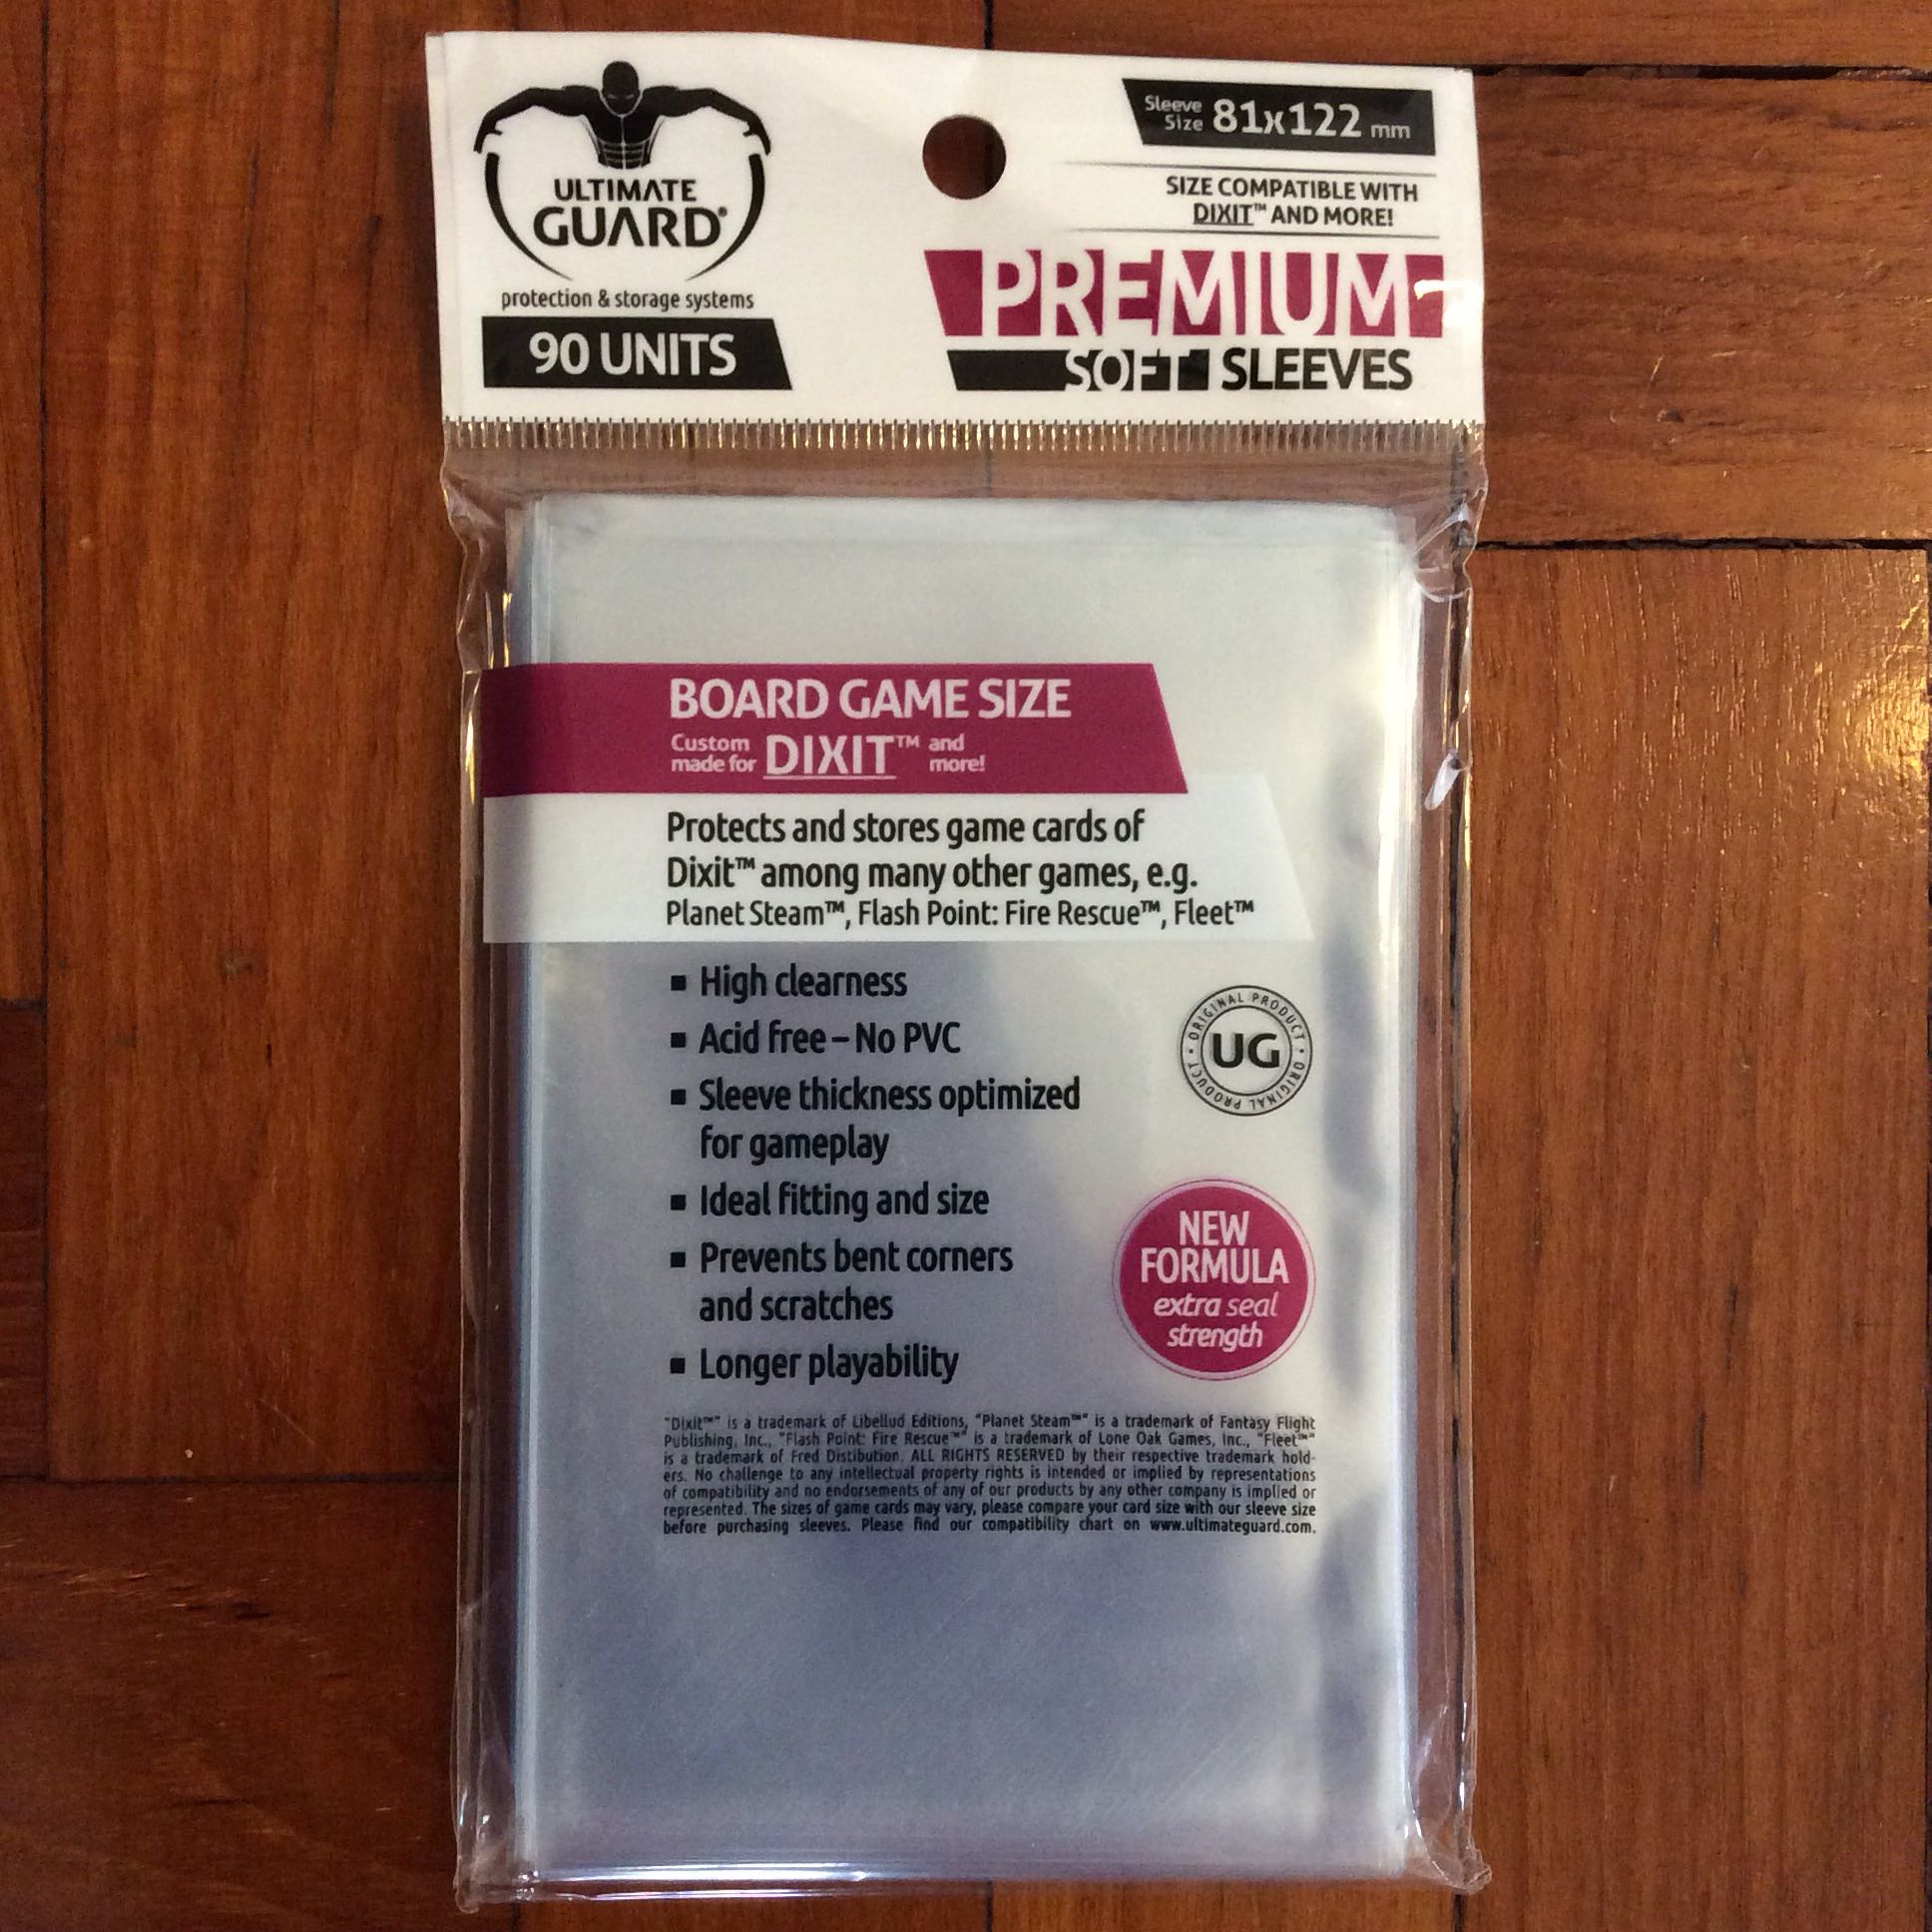 ULTIMATE
GUARD®
protection & storage systems
90 UNITS
Sleeve
Size 81x122 mm
SIZE COMPATIBLE WITH
DIXIT™ AND MORE!
PREMIUM
SOFT SLEEVES
BOARD GAME SIZE
Custom
made for DIXIT™ and
more!
Protects and stores game cards of
Dixit™ among many other games, e.g.
Planet Steam™, Flash Point: Fire Rescue™, Fleet™
▪ High clearness
▪ Acid free – No PVC
▪ Sleeve thickness optimized
for gameplay
▪ Ideal fitting and size
▪ Prevents bent corners
and scratches
▪ Longer playability
ORIGINAL PRODUCT • ORIGINAL PRODUCT •
UG
NEW
FORMULA
extra seal
strength
"Dixit™" is a trademark of Libellud Editions, "Planet Steam™" is a trademark of Fantasy Flight
Publishing, Inc., "Flash Point: Fire Rescue™" is a trademark of Lone Oak Games, Inc., "Fleet™"
is a trademark of Fred Distibution. ALL RIGHTS RESERVED by their respective trademark hold-
ers. No challenge to any intellectual property rights is intended or implied by representations
of compatibility and no endorsements of any of our products by any other company is implied or
represented. The sizes of game cards may vary, please compare your card size with our sleeve size
before purchasing sleeves. Please find our compatibility chart on www.ultimateguard.com.